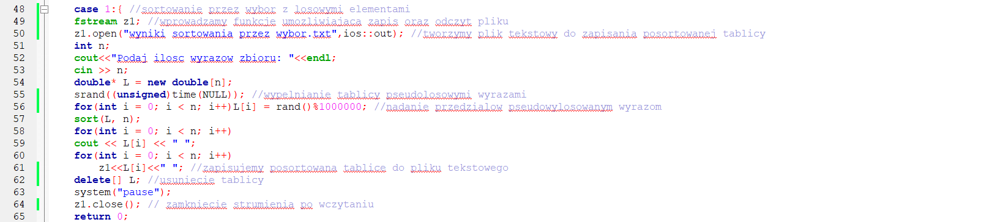 48 case 1:{ //sortowanie przez wybor z losowymi elementami
49 fstream z1; //wprowadzamy funkcje umozliwiajaca zapis oraz odczyt pliku
50 z1.open("wyniki sortowania przez wybor.txt",ios::out); //tworzymy plik tekstowy do zapisania posortowanej tablicy
51 int n;
52 cout<<"Podaj ilosc wyrazow zbioru: "<<endl;
53 cin >> n;
54 double* L = new double[n];
55 srand((unsigned)time(NULL)); //wypelnianie tablicy pseudolosowymi wyrazami
56 for(int i = 0; i < n; i++)L[i] = rand()%1000000; //nadanie przedzialow pseudowylosowanym wyrazom
57 sort(L, n);
58 for(int i = 0; i < n; i++)
59 cout << L[i] << " ";
60 for(int i = 0; i < n; i++)
61 z1<<L[i]<<" "; //zapisujemy posortowana tablice do pliku tekstowego
62 delete[] L; //usuniecie tablicy
63 system("pause");
64 z1.close(); // zamkniecie strumienia po wczytaniu
65 return 0;